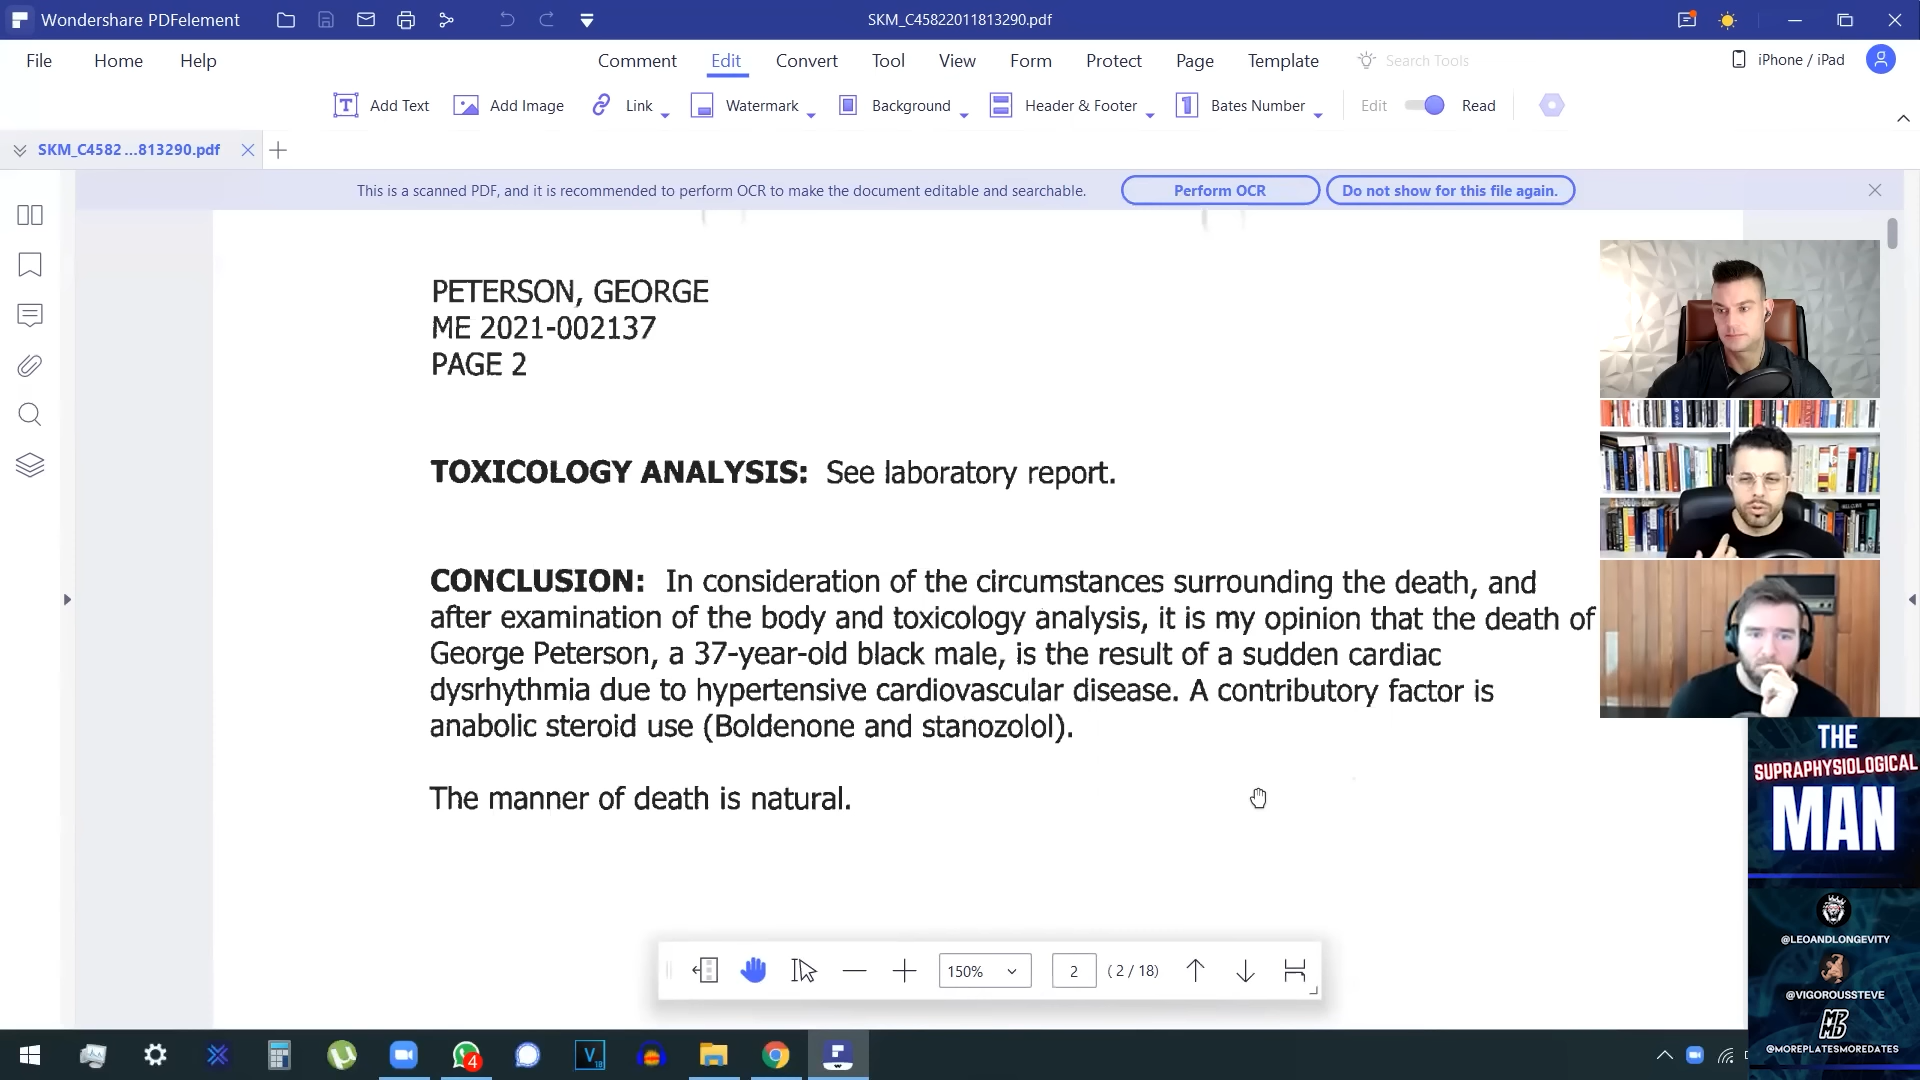 Wondershare PDFelement
SKM_C45822011813290.pdf
File Home Help Comment Edit Convert Tool View Form Protect Page Template Search Tools iPhone / iPad
Add Text Add Image Link Watermark Background Header & Footer Bates Number Edit Read
SKM_C4582 ...813290.pdf
This is a scanned PDF, and it is recommended to perform OCR to make the document editable and searchable. Perform OCR Do not show for this file again.
PETERSON, GEORGE
ME 2021-002137
PAGE 2
TOXICOLOGY ANALYSIS: See laboratory report.
CONCLUSION: In consideration of the circumstances surrounding the death, and
after examination of the body and toxicology analysis, it is my opinion that the death of
George Peterson, a 37-year-old black male, is the result of a sudden cardiac
dysrhythmia due to hypertensive cardiovascular disease. A contributory factor is
anabolic steroid use (Boldenone and stanozolol).
The manner of death is natural.
THE
SUPRAPHYSIOLOGICAL
MAN
@LEOANDLONGEVITY
@VIGOROUSSTEVE
MP
MD
@MOREPLATESMOREDATES
150% 2 (2 / 18)
4
V
18